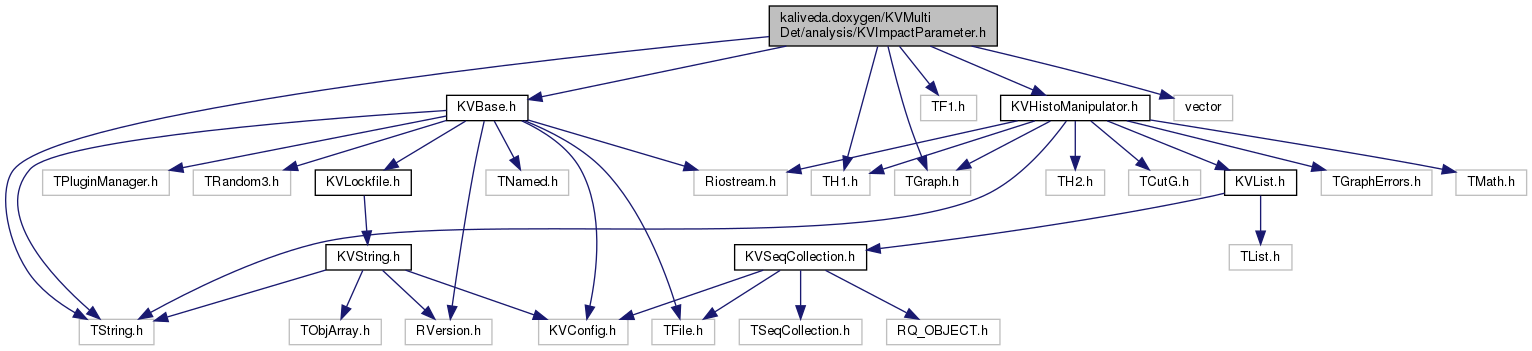 kaliveda.doxygen/KVMulti
Det/analysis/KVImpactParameter.h
KVBase.h
TF1.h
KVHistoManipulator.h
vector
TPluginManager.h
TRandom3.h
KVLockfile.h
TNamed.h
Riostream.h
TH1.h
TGraph.h
TH2.h
TCutG.h
KVList.h
TGraphErrors.h
TMath.h
KVString.h
KVSeqCollection.h
TList.h
TString.h
TObjArray.h
RVersion.h
KVConfig.h
TFile.h
TSeqCollection.h
RQ_OBJECT.h